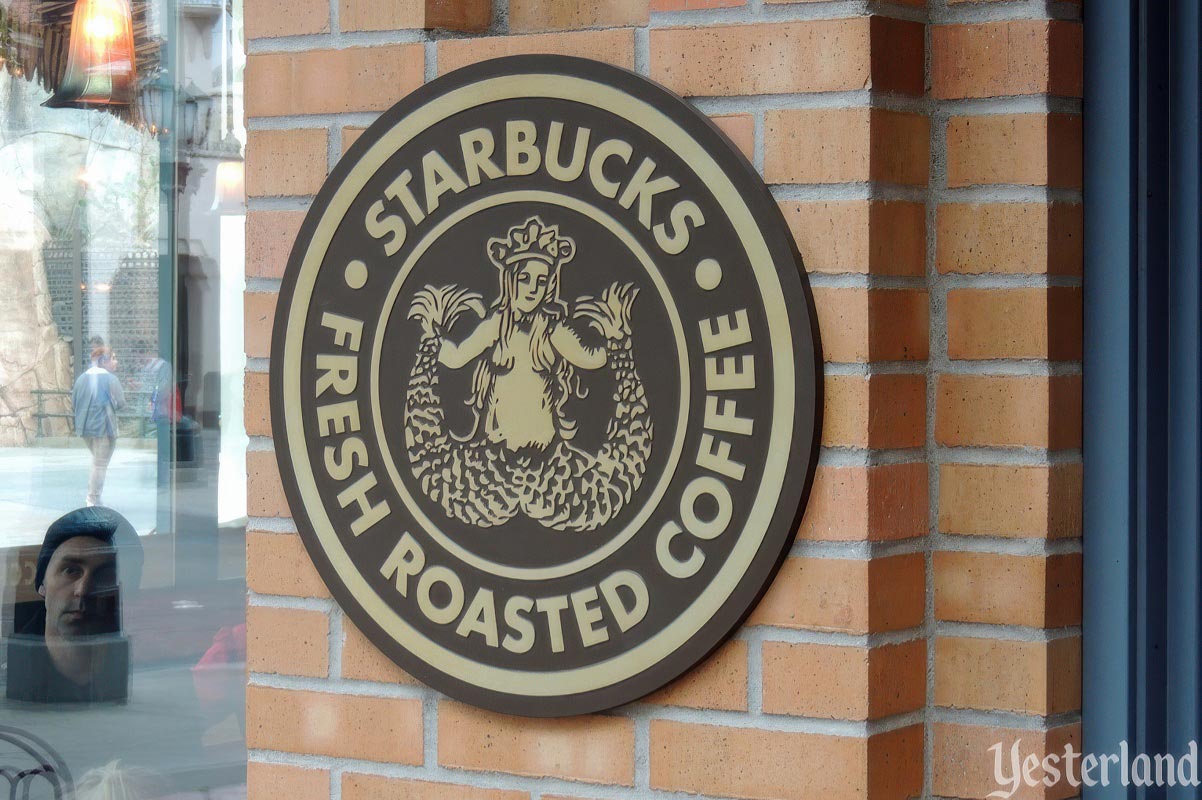 STARBUCKS
FRESH ROASTED COFFEE
Yesterland